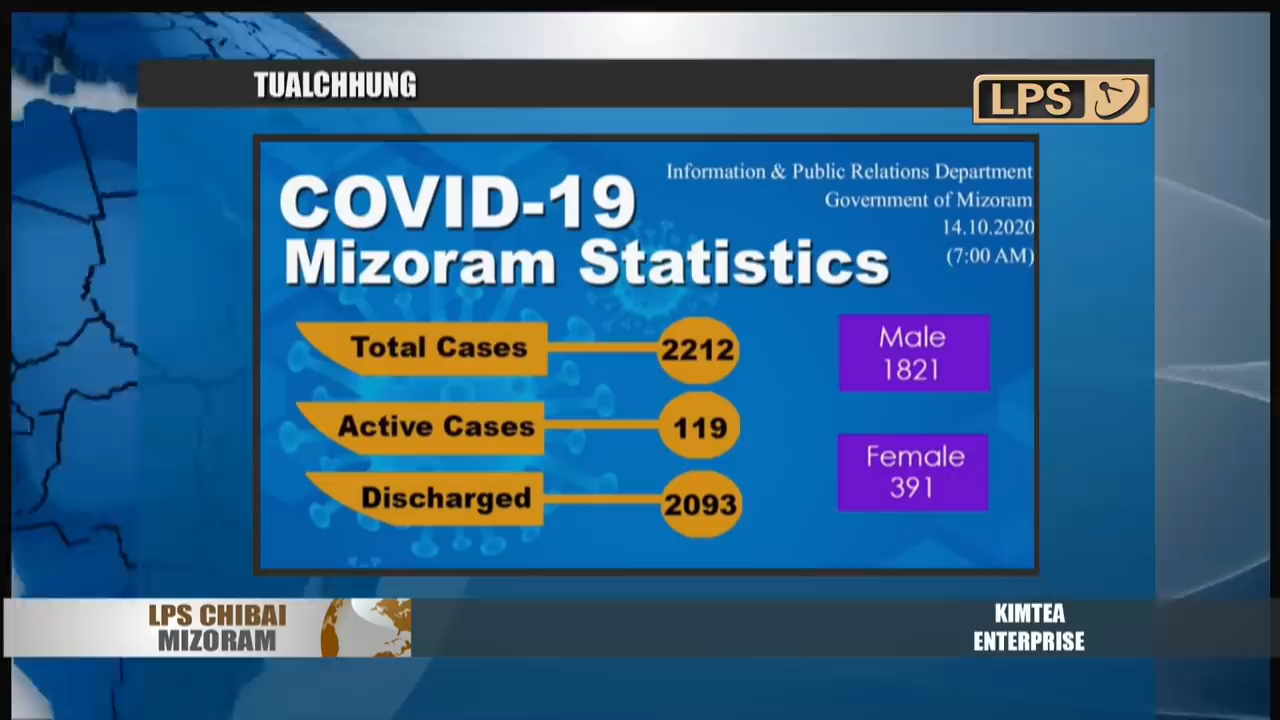 TUALCHHUNG
LPS
COVID-19
Mizoram Statistics
Information & Public Relations Department
Government of Mizoram
14.10.2020
(7:00 AM)
Total Cases 2212
Active Cases 119
Discharged 2093
Male
1821
Female
391
LPS CHIBAI
MIZORAM
KIMTEA
ENTERPRISE